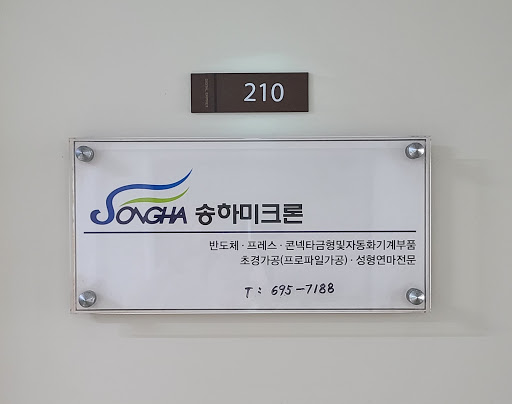 210
SONGHA 송하미크론
반도체 · 프레스 · 콘넥타금형및자동화기계부품
초경가공(프로파일가공) · 성형연마전문
T : 695-7188